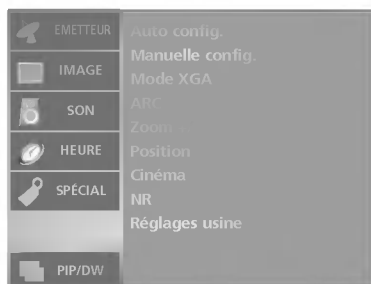 EMETTEUR
IMAGE
SON
HEURE
SPÉCIAL
PIP/DW
Auto config.
Manuelle config.
Mode XGA
ARC
Zoom
Position
Cinéma
NR
Réglages usine